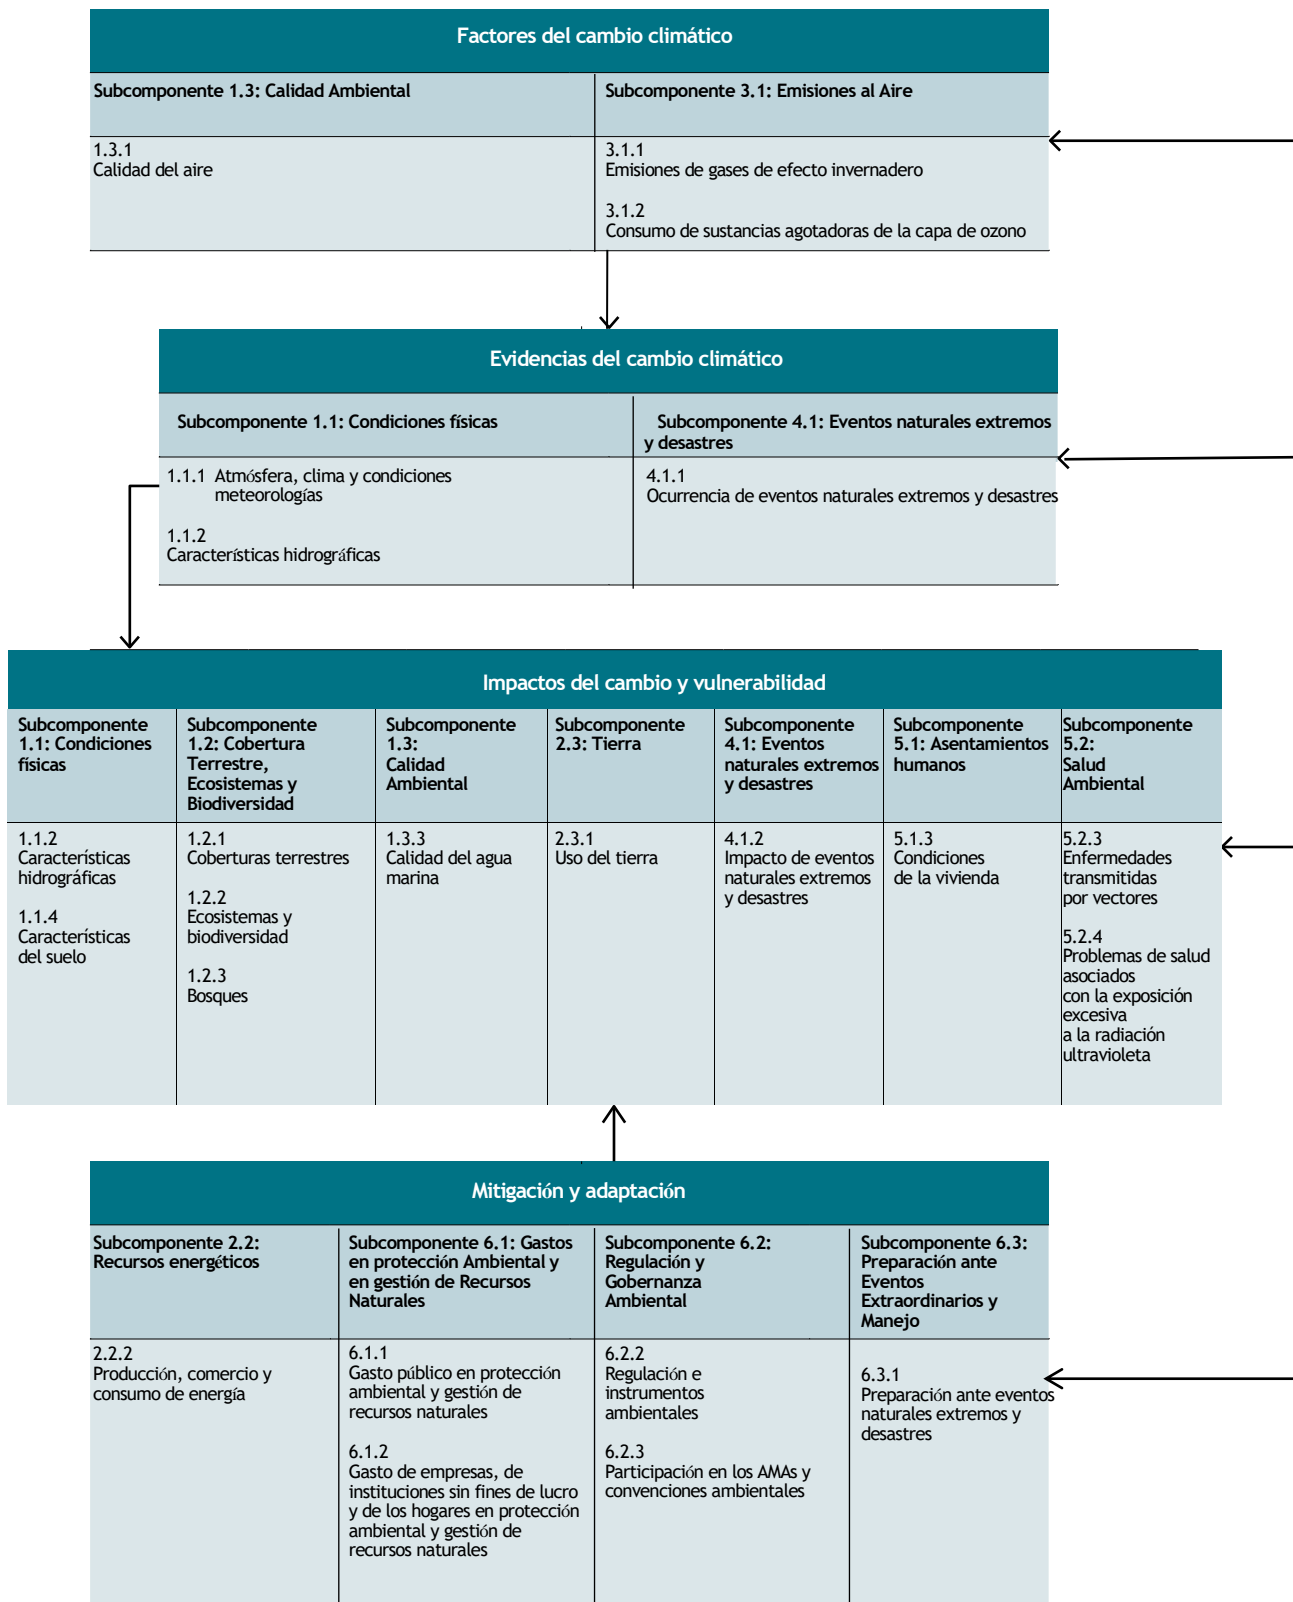 Factores del cambio climático
Subcomponente 1.3: Calidad Ambiental
Subcomponente 3.1: Emisiones al Aire
1.3.1
Calidad del aire
3.1.1
Emisiones de gases de efecto invernadero
3.1.2
Consumo de sustancias agotadoras de la capa de ozono
Evidencias del cambio climático
Subcomponente 1.1: Condiciones físicas
Subcomponente 4.1: Eventos naturales extremos
y desastres
1.1.1 Atmósfera, clima y condiciones
meteorologías
1.1.2
Características hidrográficas
4.1.1
Ocurrencia de eventos naturales extremos y desastres
Impactos del cambio y vulnerabilidad
Subcomponente
1.1: Condiciones
físicas
Subcomponente
1.2: Cobertura
Terrestre,
Ecosistemas y
Biodiversidad
Subcomponente
1.3:
Calidad
Ambiental
Subcomponente
2.3: Tierra
Subcomponente
4.1: Eventos
naturales extremos
y desastres
Subcomponente
5.1: Asentamientos
humanos
Subcomponente
5.2:
Salud
Ambiental
1.1.2
Características
hidrográficas
1.1.4
Características
del suelo
1.2.1
Coberturas terrestres
1.2.2
Ecosistemas y
biodiversidad
1.2.3
Bosques
1.3.3
Calidad del agua
marina
2.3.1
Uso del tierra
4.1.2
Impacto de eventos
naturales extremos
y desastres
5.1.3
Condiciones
de la vivienda
5.2.3
Enfermedades
transmitidas
por vectores
5.2.4
Problemas de salud
asociados
con la exposición
excesiva
a la radiación
ultravioleta
Mitigación y adaptación
Subcomponente 2.2:
Recursos energéticos
Subcomponente 6.1: Gastos
en protección Ambiental y
en gestión de Recursos
Naturales
Subcomponente 6.2:
Regulación y
Gobernanza
Ambiental
Subcomponente 6.3:
Preparación ante
Eventos
Extraordinarios y
Manejo
2.2.2
Producción, comercio y
consumo de energía
6.1.1
Gasto público en protección
ambiental y gestión de
recursos naturales
6.1.2
Gasto de empresas, de
instituciones sin fines de lucro
y de los hogares en protección
ambiental y gestión de
recursos naturales
6.2.2
Regulación e
instrumentos
ambientales
6.2.3
Participación en los AMAs y
convenciones ambientales
6.3.1
Preparación ante eventos
naturales extremos y
desastres